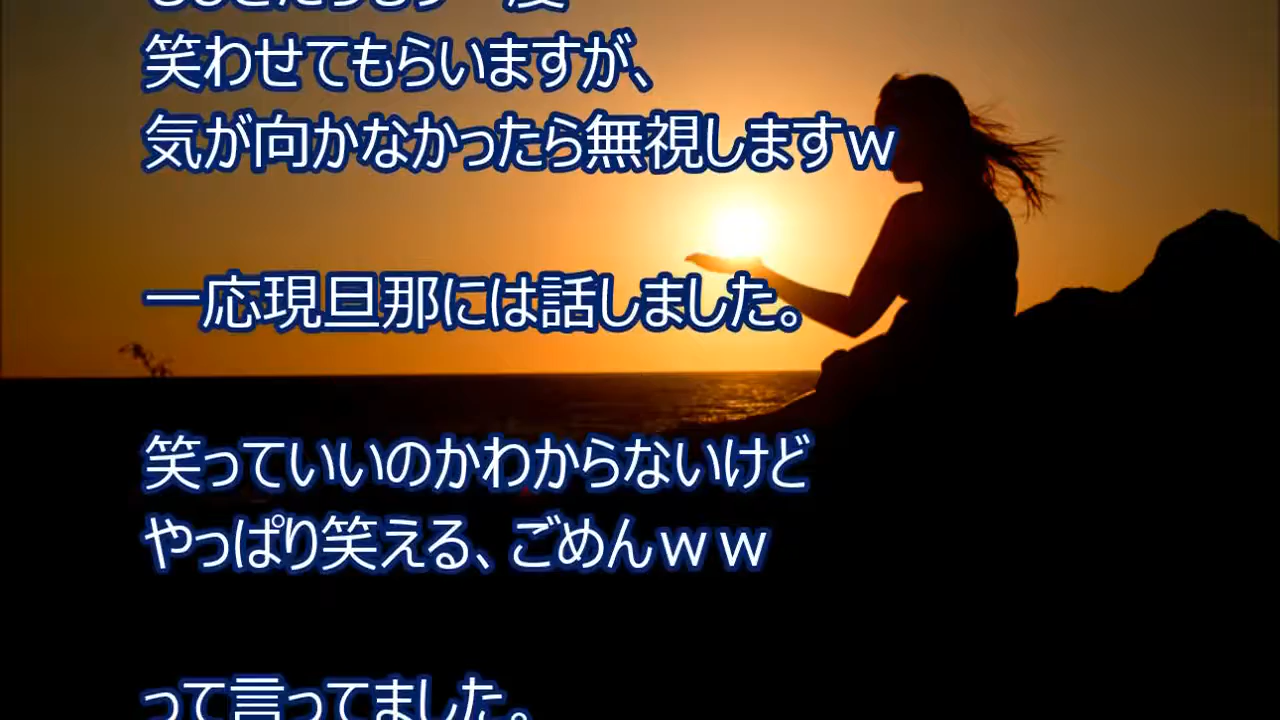 笑わせてもらいますが、
気が向かなかったら無視しますｗ
一応現旦那には話しました。
笑っていいのかわからないけど
やっぱり笑える、ごめんｗｗ
って言ってました。